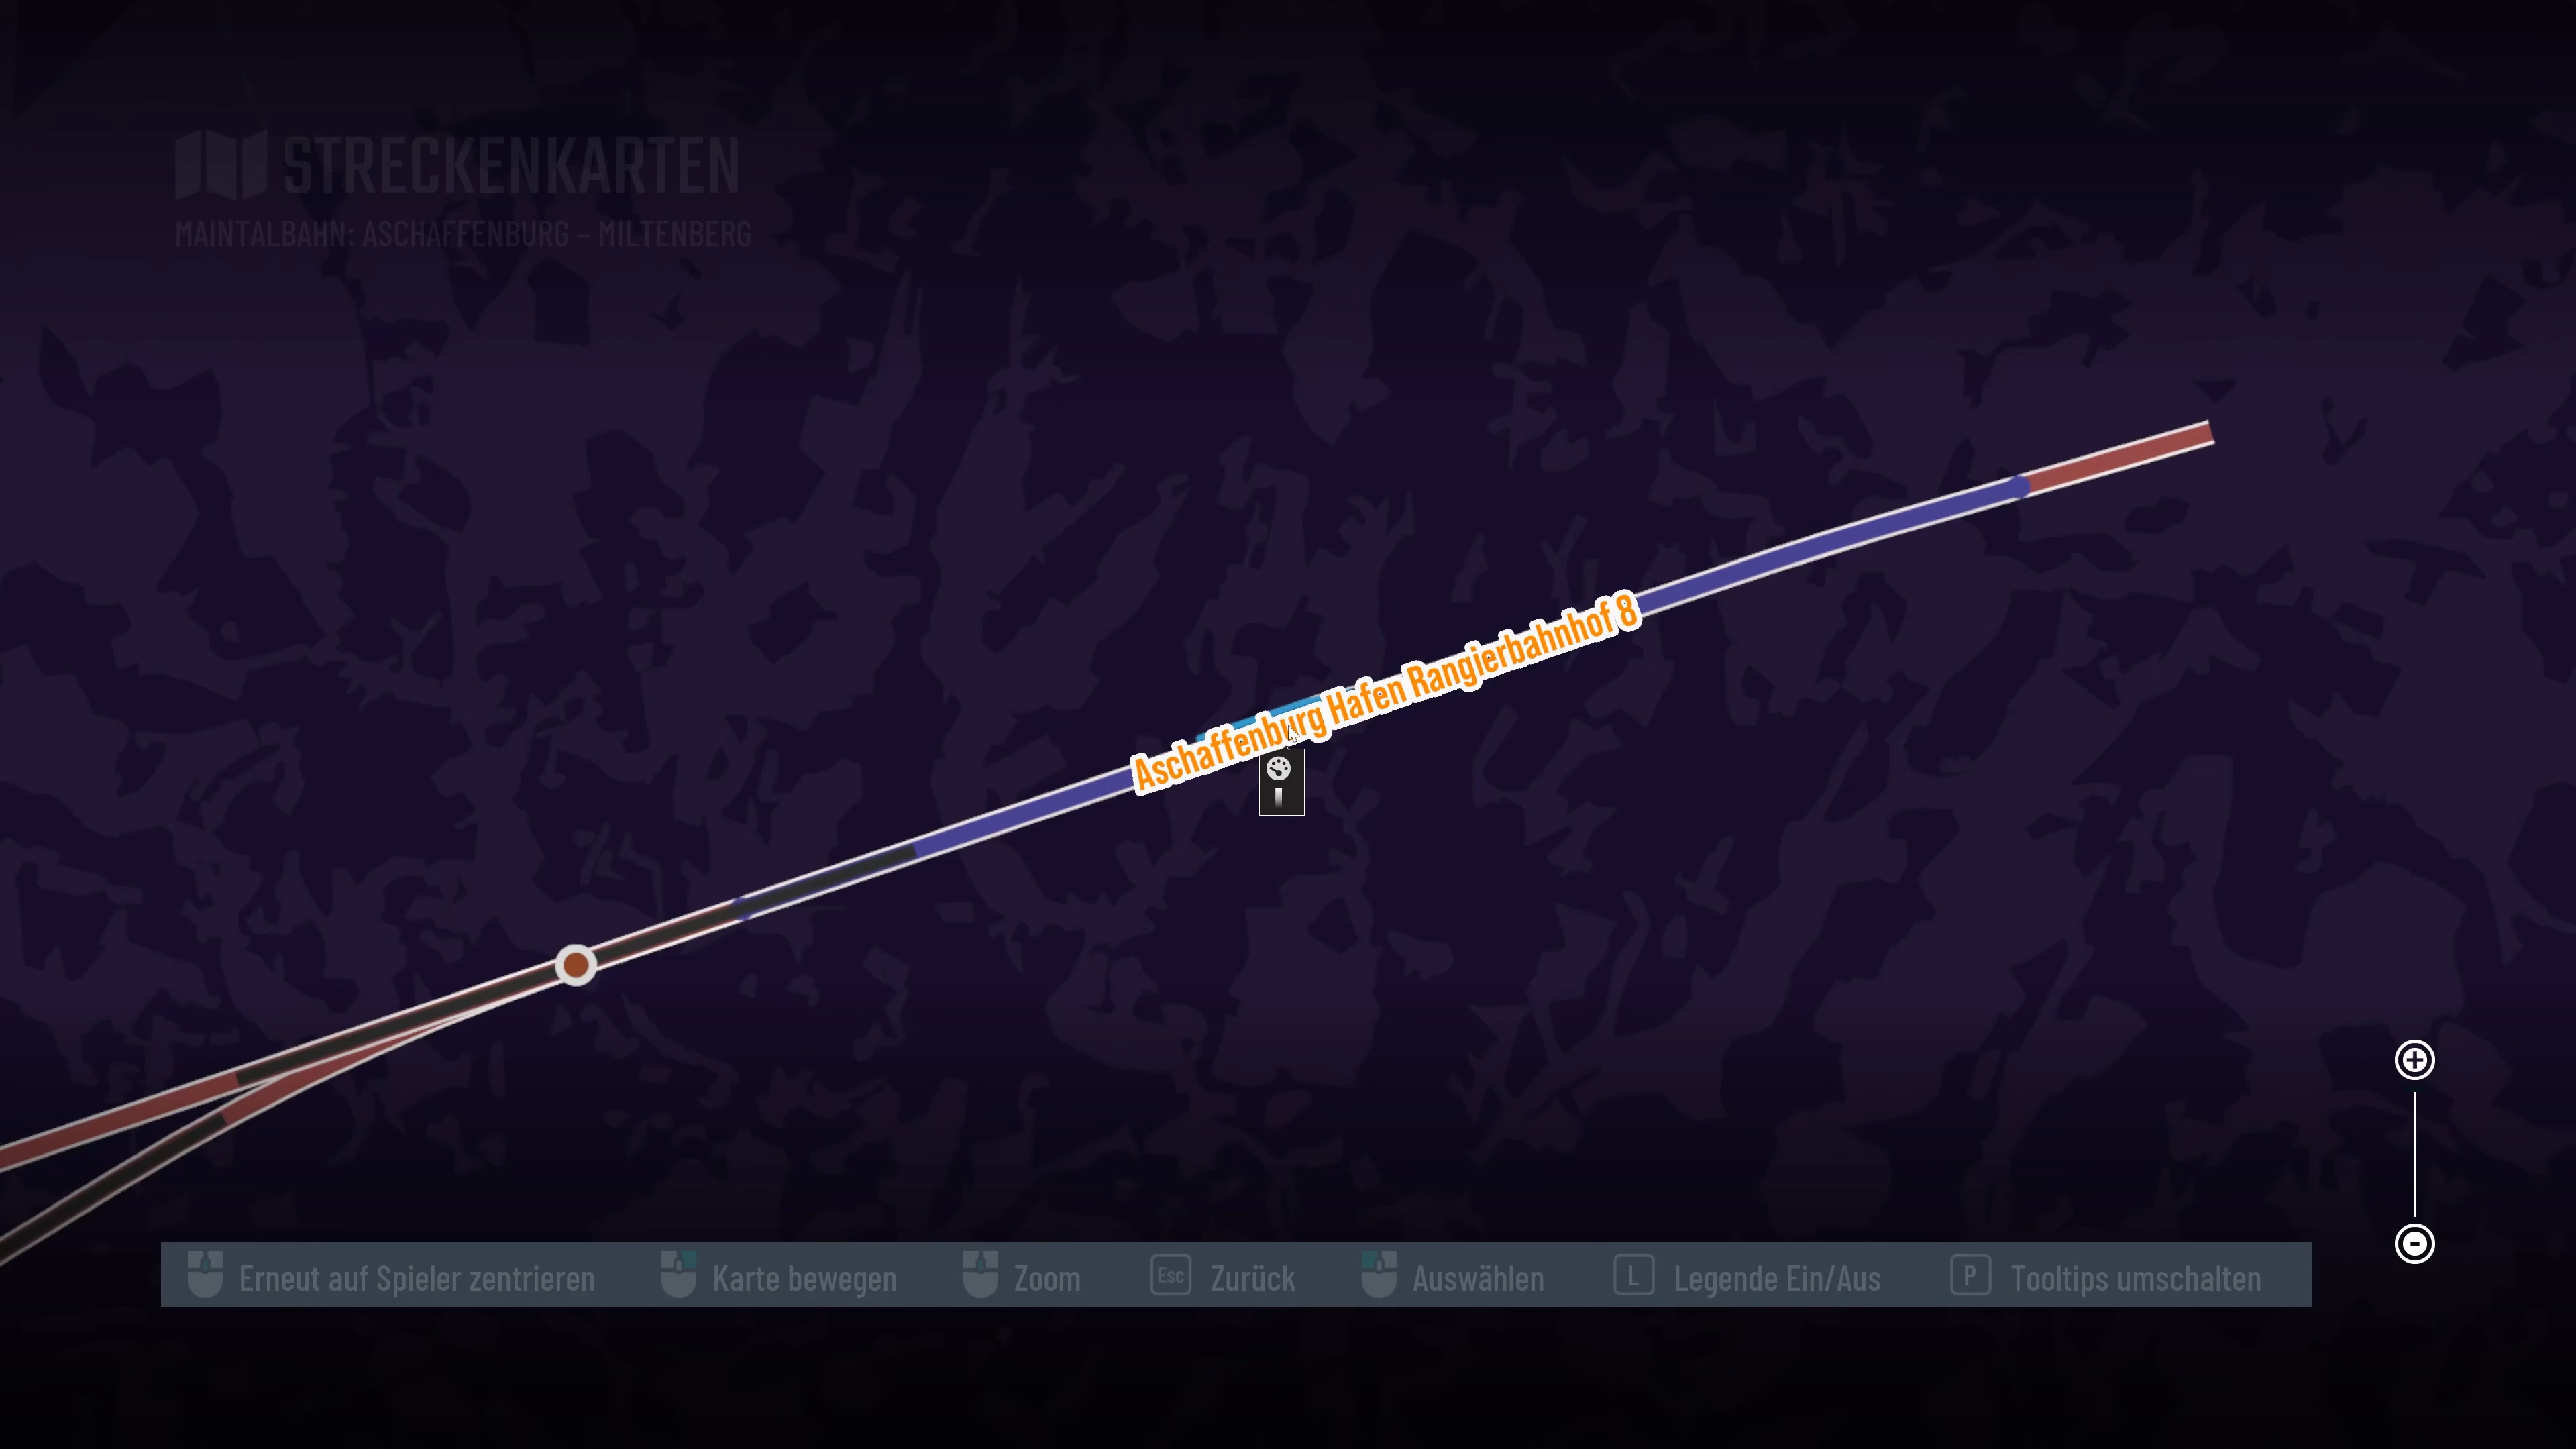 STRECKENKARTEN
MAINTALBAHN: ASCHAFFENBURG - MILTENBERG
Aschaffenburg Hafen Rangierbahnhof 8
Erneut auf Spieler zentrieren
Karte bewegen
Zoom
Esc Zurück
Auswählen
L Legende Ein/Aus
P Tooltips umschalten